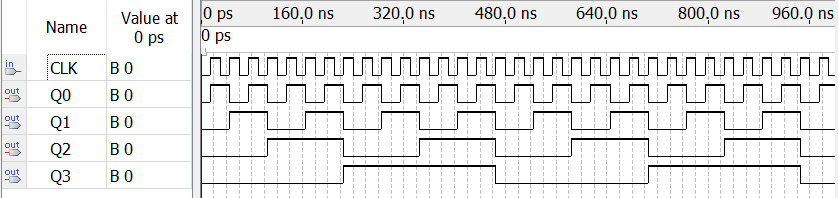 Name Value at 0 ps
0 ps 160.0 ns 320.0 ns 480.0 ns 640.0 ns 800.0 ns 960.0 ns
0 ps
in CLK B 0
out Q0 B 0
out Q1 B 0
out Q2 B 0
out Q3 B 0